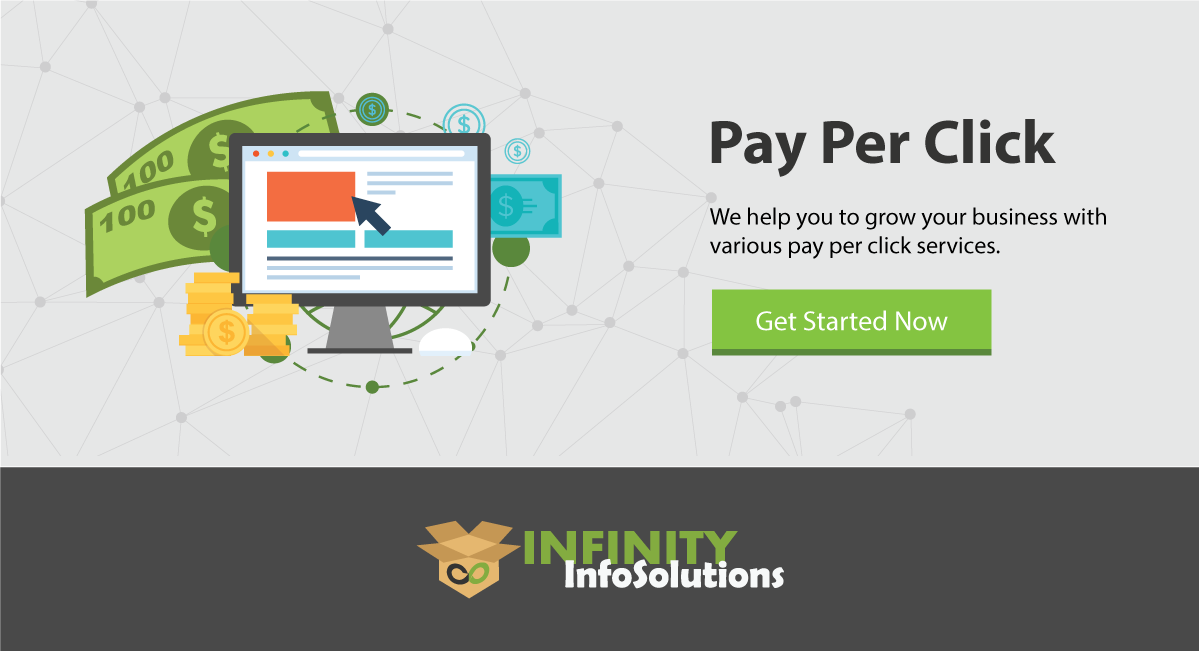 Pay Per Click
We help you to grow your business with
various pay per click services.
Get Started Now
100
100
$
$
$
$
$
$
$
INFINITY
InfoSolutions